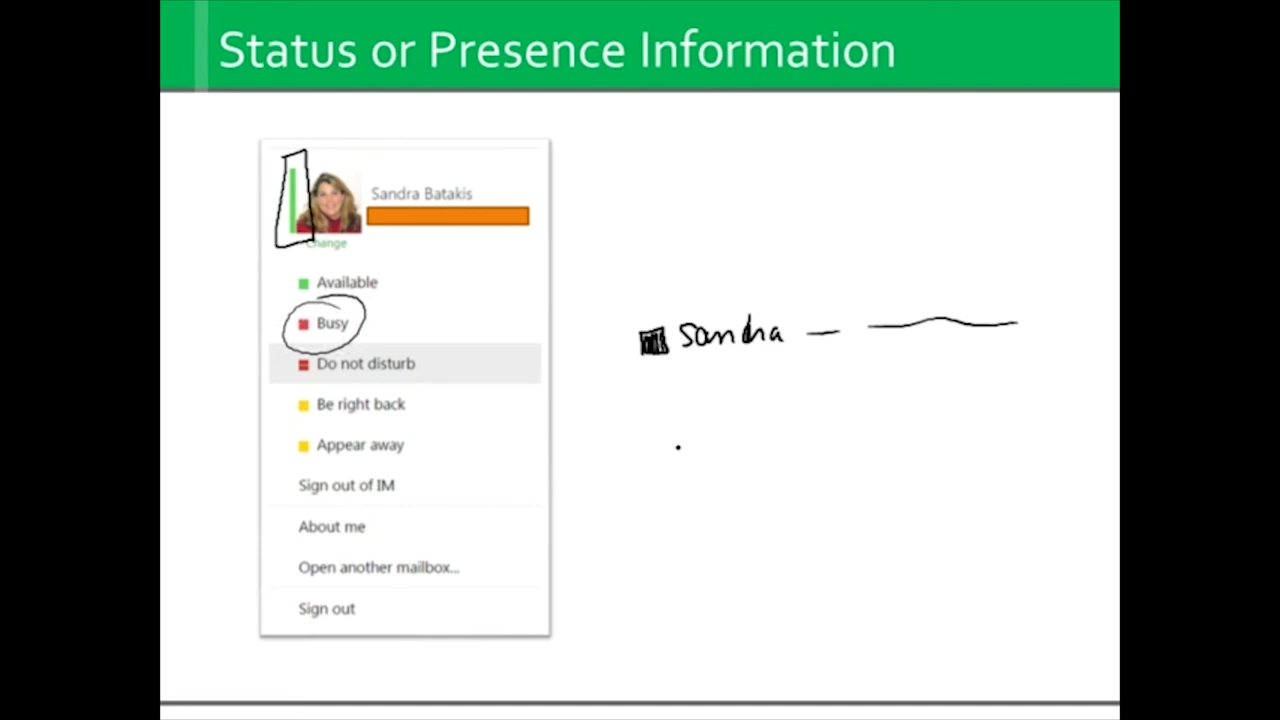 Status or Presence Information
Sandra Batakis
Change
Available
Busy
Sandra —
Do not disturb
Be right back
Appear away
Sign out of IM
About me
Open another mailbox...
Sign out